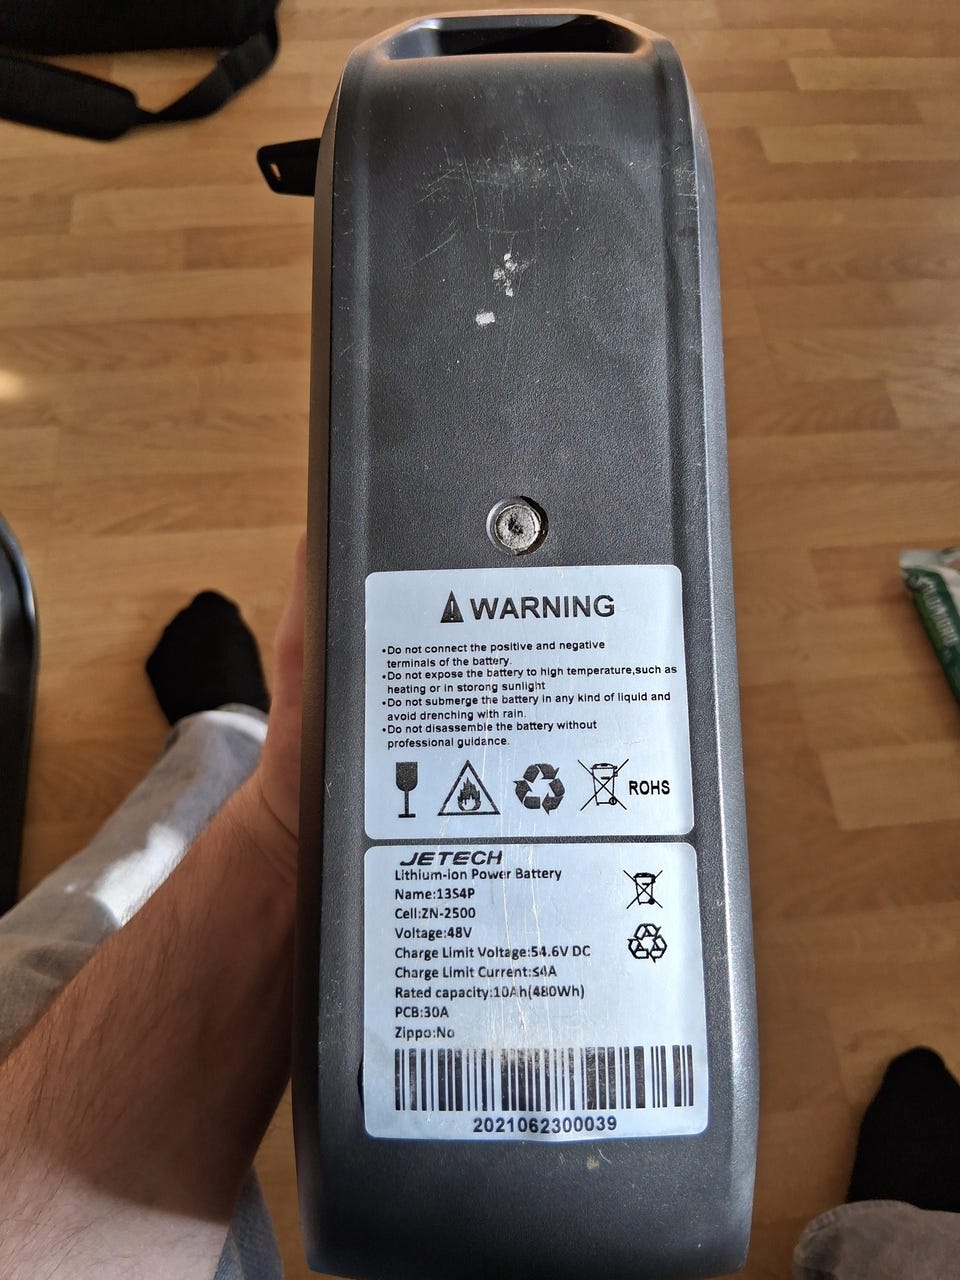 WARNING
•Do not connect the positive and negative
terminals of the battery.
•Do not expose the battery to high temperature,such as
heating or in storong sunlight
•Do not submerge the battery in any kind of liquid and
avoid drenching with rain.
•Do not disassemble the battery without
professional guidance.
ROHS
JETECH
Lithium-ion Power Battery
Name:13S4P
Cell:ZN-2500
Voltage:48V
Charge Limit Voltage:54.6V DC
Charge Limit Current:≤4A
Rated capacity:10Ah(480Wh)
PCB:30A
Zippo:No
2021062300039